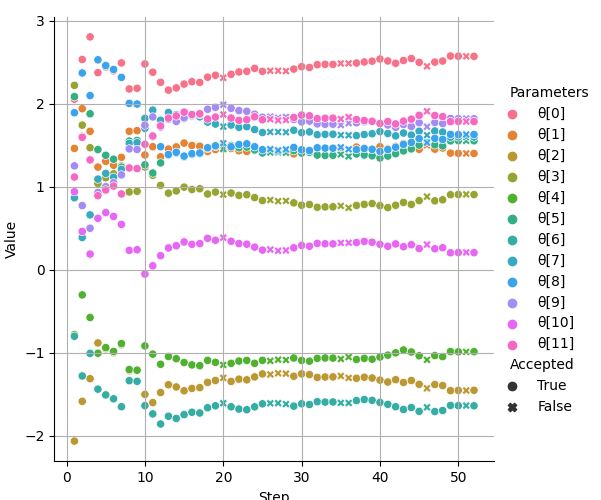 3
2
1
0
−1
−2
Value
0
10
20
30
40
50
Step
Parameters
θ[0]
θ[1]
θ[2]
θ[3]
θ[4]
θ[5]
θ[6]
θ[7]
θ[8]
θ[9]
θ[10]
θ[11]
Accepted
True
False